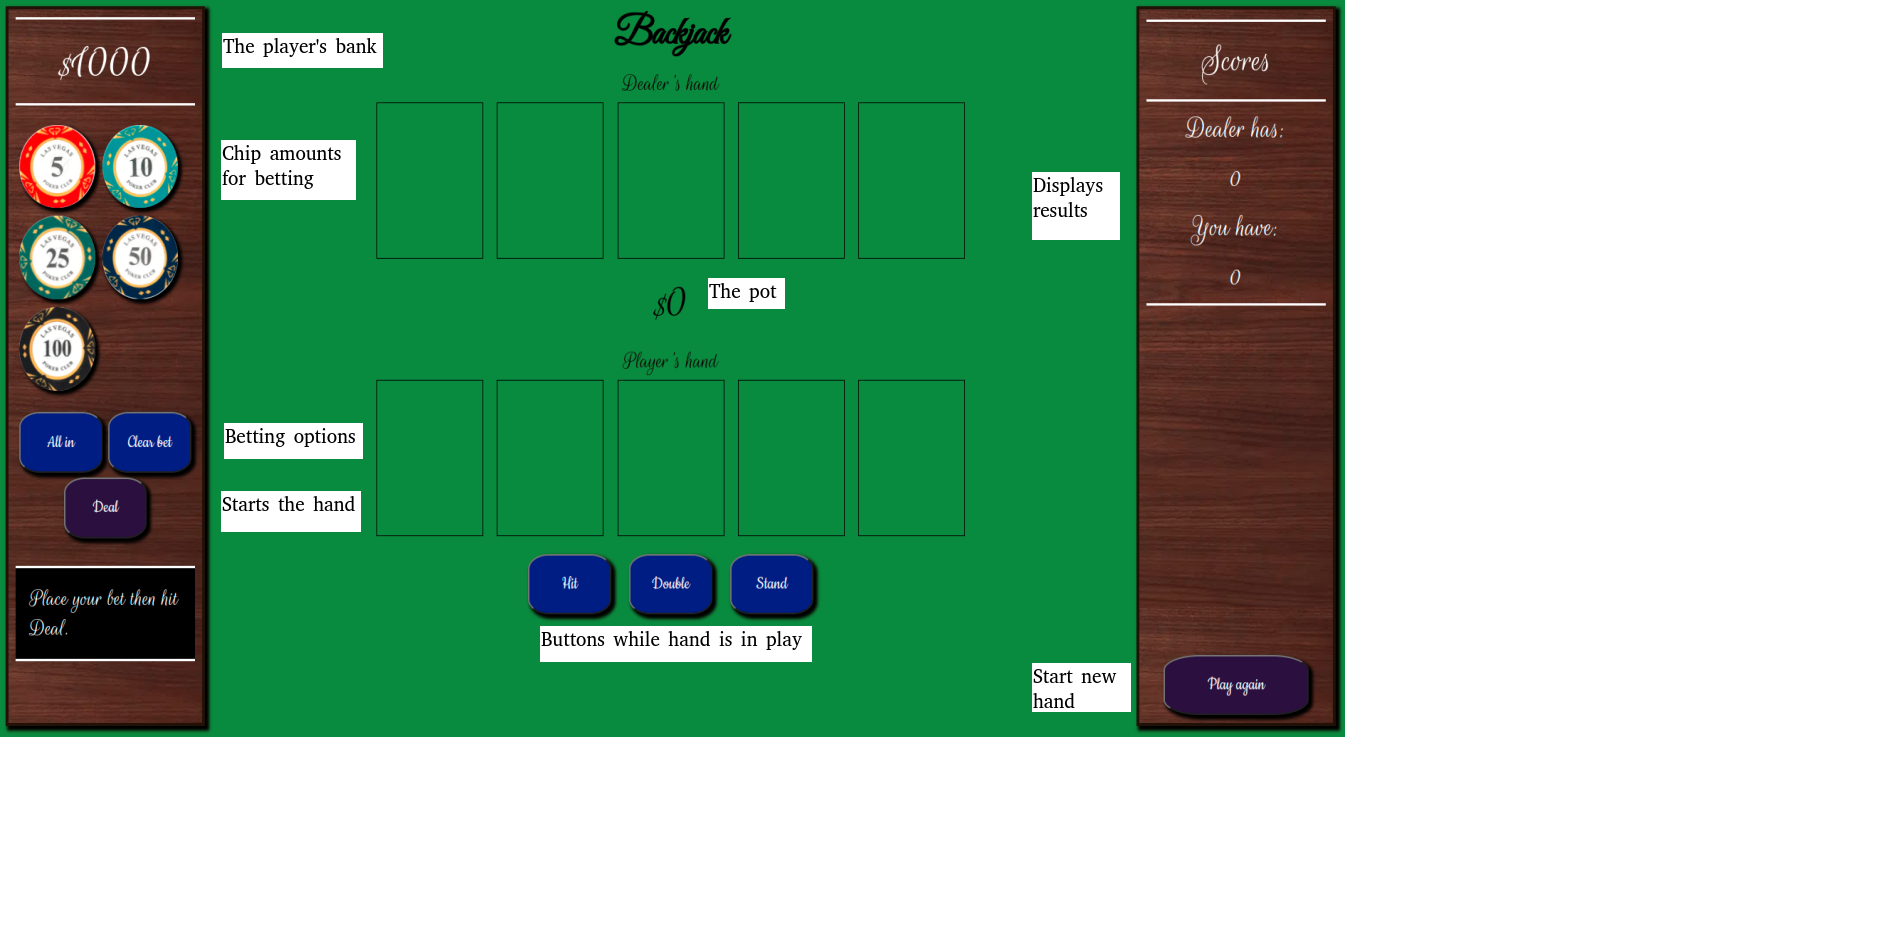 Backjack
$1000
The player's bank
Dealer's hand
Scores
LAS VEGAS
5
POKER CLUB
LAS VEGAS
10
POKER CLUB
Chip amounts
for betting
Dealer has:
0
Displays
results
You have:
0
LAS VEGAS
25
POKER CLUB
LAS VEGAS
50
POKER CLUB
$0
The pot
LAS VEGAS
100
POKER CLUB
Player's hand
All in
Clear bet
Betting options
Deal
Starts the hand
Place your bet then hit
Deal.
Hit
Double
Stand
Buttons while hand is in play
Start new
hand
Play again